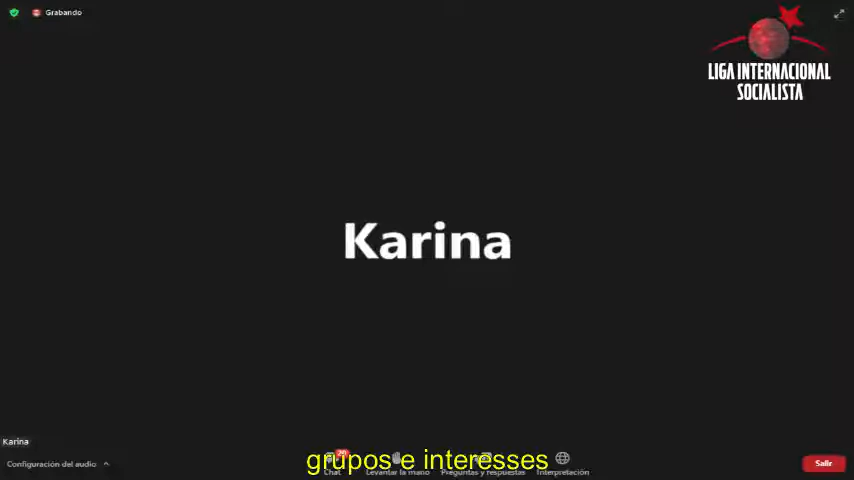 Grabando
LIGA INTERNACIONAL
SOCIALISTA
Karina
Karina
Configuración del audio
20
Chat
Levantar la mano
Preguntas y respuestas
Interpretación
Salir
grupos e interesses